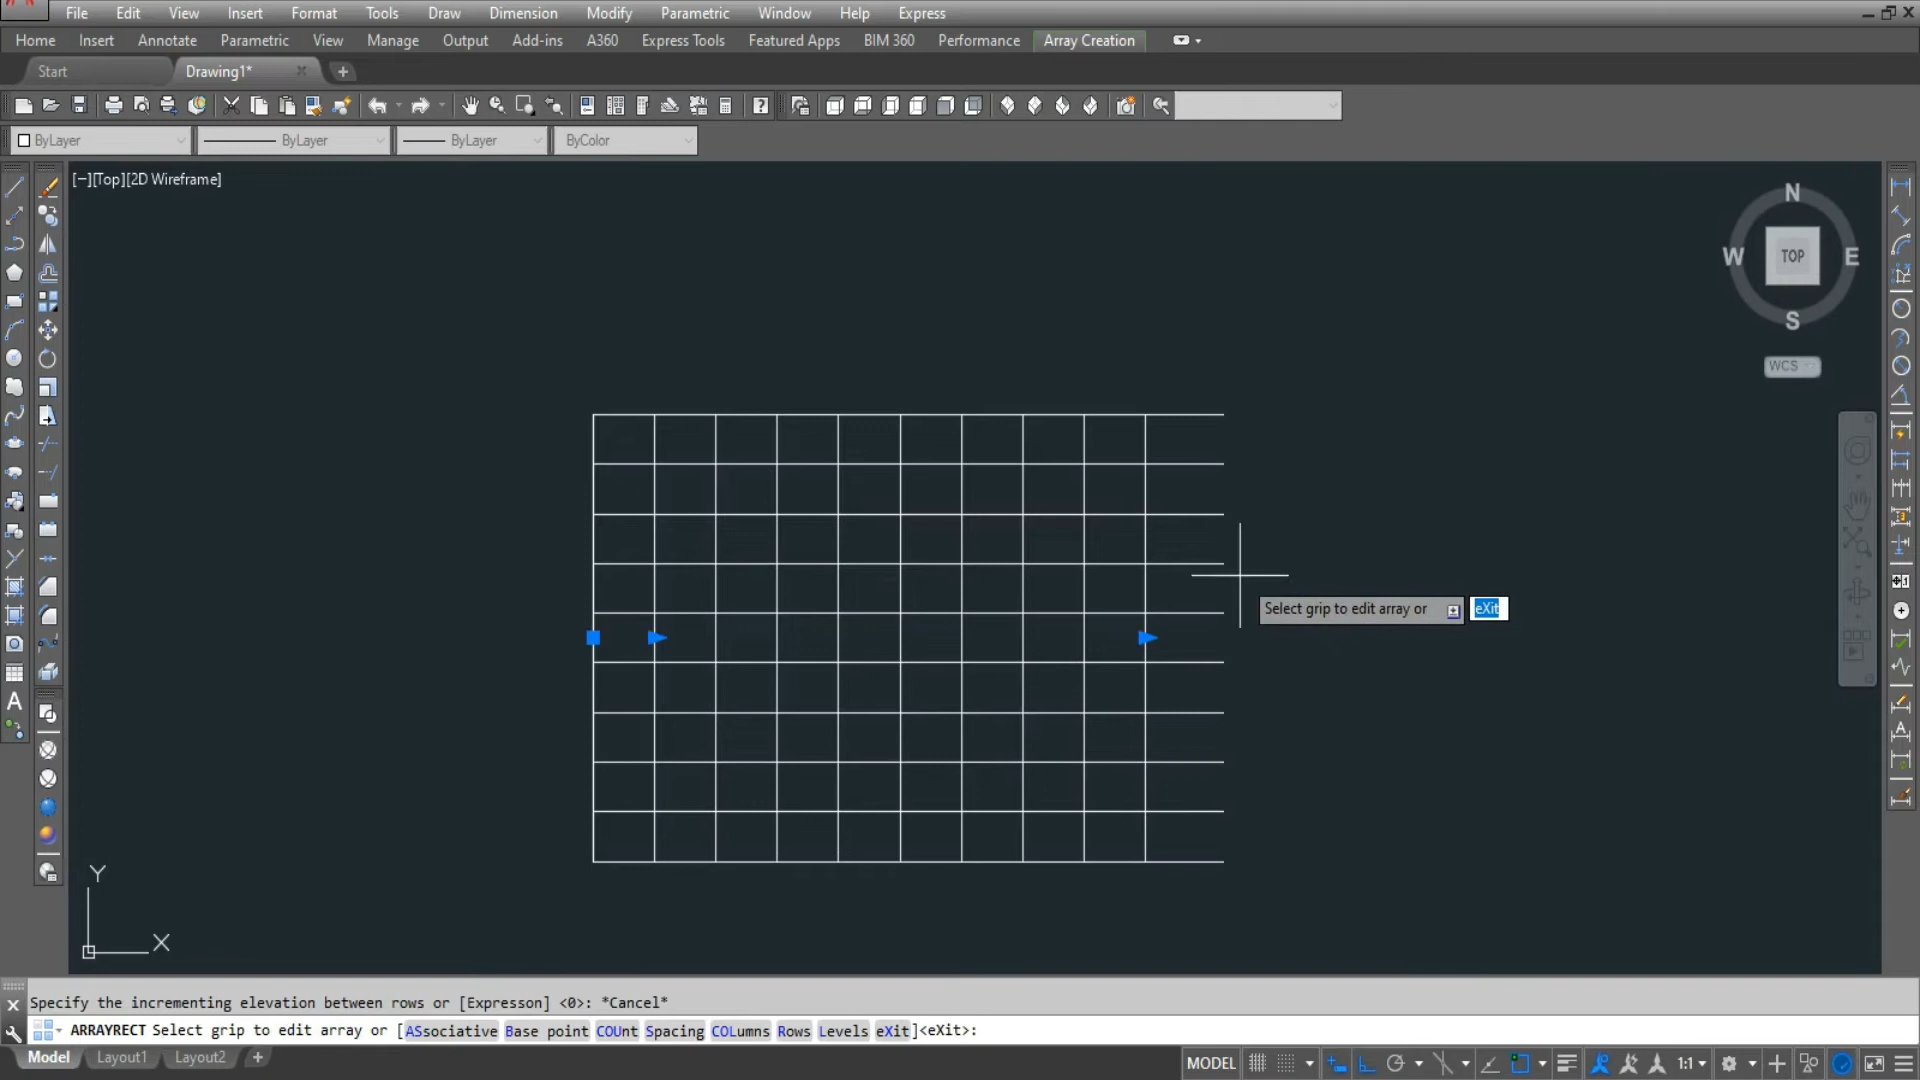 File Edit View Insert Format Tools Draw Dimension Modify Parametric Window Help Express
Home Insert Annotate Parametric View Manage Output Add-ins A360 Express Tools Featured Apps BIM 360 Performance Array Creation
Start Drawing1*
ByLayer ByLayer ByLayer ByColor
[−][Top][2D Wireframe]
N
W TOP E
S
WCS
Select grip to edit array or eXit
A
A
Y
X
Specify the incrementing elevation between rows or [Expresson] <0>: *Cancel*
ARRAYRECT Select grip to edit array or [ASsociative Base point COUnt Spacing COLumns Rows Levels eXit]<eXit>:
Model Layout1 Layout2 +
MODEL 1:1